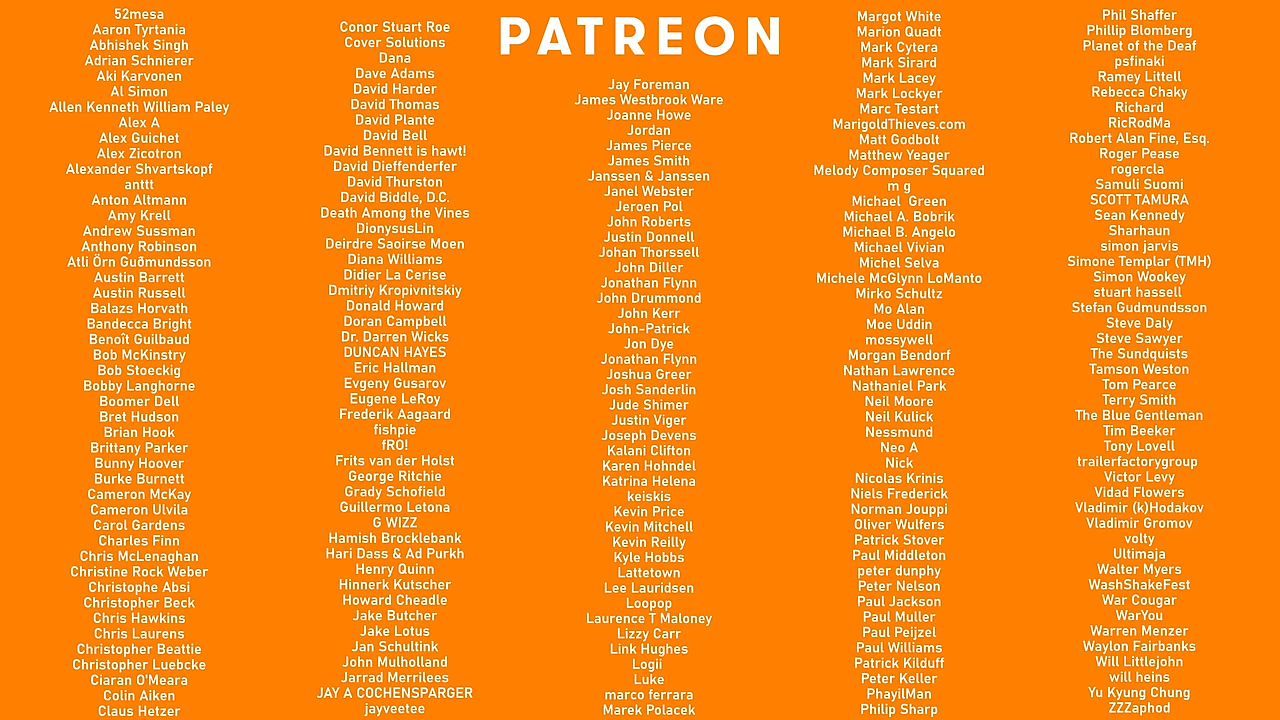 52mesa
Aaron Tyrtania
Abhishek Singh
Adrian Schnierer
Aki Karvonen
Al Simon
Allen Kenneth William Paley
Alex A
Alex Guichet
Alex Zicotron
Alexander Shvartskopf
anttt
Anton Altmann
Amy Krell
Andrew Sussman
Anthony Robinson
Atli Örn Guðmundsson
Austin Barrett
Austin Russell
Balazs Horvath
Bandecca Bright
Benoît Guilbaud
Bob McKinstry
Bob Stoeckig
Bobby Langhorne
Boomer Dell
Bret Hudson
Brian Hook
Brittany Parker
Bunny Hoover
Burke Burnett
Cameron McKay
Cameron Ulvila
Carol Gardens
Charles Finn
Chris McLenaghan
Christine Rock Weber
Christophe Absi
Christopher Beck
Chris Hawkins
Chris Laurens
Christopher Beattie
Christopher Luebcke
Ciaran O'Meara
Colin Aiken
Claus Hetzer
Conor Stuart Roe
Cover Solutions
Dana
Dave Adams
David Harder
David Thomas
David Plante
David Bell
David Bennett is hawt!
David Dieffenderfer
David Thurston
David Biddle, D.C.
Death Among the Vines
DionysusLin
Deirdre Saoirse Moen
Diana Williams
Didier La Cerise
Dmitriy Kropivnitskiy
Donald Howard
Doran Campbell
Dr. Darren Wicks
DUNCAN HAYES
Eric Hallman
Evgeny Gusarov
Eugene LeRoy
Frederik Aagaard
fishpie
fRO!
Frits van der Holst
George Ritchie
Grady Schofield
Guillermo Letona
G WIZZ
Hamish Brocklebank
Hari Dass & Ad Purkh
Henry Quinn
Hinnerk Kutscher
Howard Cheadle
Jake Butcher
Jake Lotus
Jan Schultink
John Mulholland
Jarrad Merrilees
JAY A COCHENSPARGER
jayveetee
PATREON
Jay Foreman
James Westbrook Ware
Joanne Howe
Jordan
James Pierce
James Smith
Janssen & Janssen
Janel Webster
Jeroen Pol
John Roberts
Justin Donnell
Johan Thorssell
John Diller
Jonathan Flynn
John Drummond
John Kerr
John-Patrick
Jon Dye
Jonathan Flynn
Joshua Greer
Josh Sanderlin
Jude Shimer
Justin Viger
Joseph Devens
Kalani Clifton
Karen Hohndel
Katrina Helena
keiskis
Kevin Price
Kevin Mitchell
Kevin Reilly
Kyle Hobbs
Lattetown
Lee Lauridsen
Loopop
Laurence T Maloney
Lizzy Carr
Link Hughes
Logii
Luke
marco ferrara
Marek Polacek
Margot White
Marion Quadt
Mark Cytera
Mark Sirard
Mark Lacey
Mark Lockyer
Marc Testart
MarigoldThieves.com
Matt Godbolt
Matthew Yeager
Melody Composer Squared
m g
Michael  Green
Michael A. Bobrik
Michael B. Angelo
Michael Vivian
Michel Selva
Michele McGlynn LoManto
Mirko Schultz
Mo Alan
Moe Uddin
mossywell
Morgan Bendorf
Nathan Lawrence
Nathaniel Park
Neil Moore
Neil Kulick
Nessmund
Neo A
Nick
Nicolas Krinis
Niels Frederick
Norman Jouppi
Oliver Wulfers
Patrick Stover
Paul Middleton
peter dunphy
Peter Nelson
Paul Jackson
Paul Muller
Paul Peijzel
Paul Williams
Patrick Kilduff
Peter Keller
PhayilMan
Philip Sharp
Phil Shaffer
Phillip Blomberg
Planet of the Deaf
psfinaki
Ramey Littell
Rebecca Chaky
Richard
RicRodMa
Robert Alan Fine, Esq.
Roger Pease
rogercla
Samuli Suomi
SCOTT TAMURA
Sean Kennedy
Sharhaun
simon jarvis
Simone Templar (TMH)
Simon Wookey
stuart hassell
Stefan Gudmundsson
Steve Daly
Steve Sawyer
The Sundquists
Tamson Weston
Tom Pearce
Terry Smith
The Blue Gentleman
Tim Beeker
Tony Lovell
trailerfactorygroup
Victor Levy
Vidad Flowers
Vladimir (k)Hodakov
Vladimir Gromov
volty
Ultimaja
Walter Myers
WashShakeFest
War Cougar
WarYou
Warren Menzer
Waylon Fairbanks
Will Littlejohn
will heins
Yu Kyung Chung
ZZZaphod